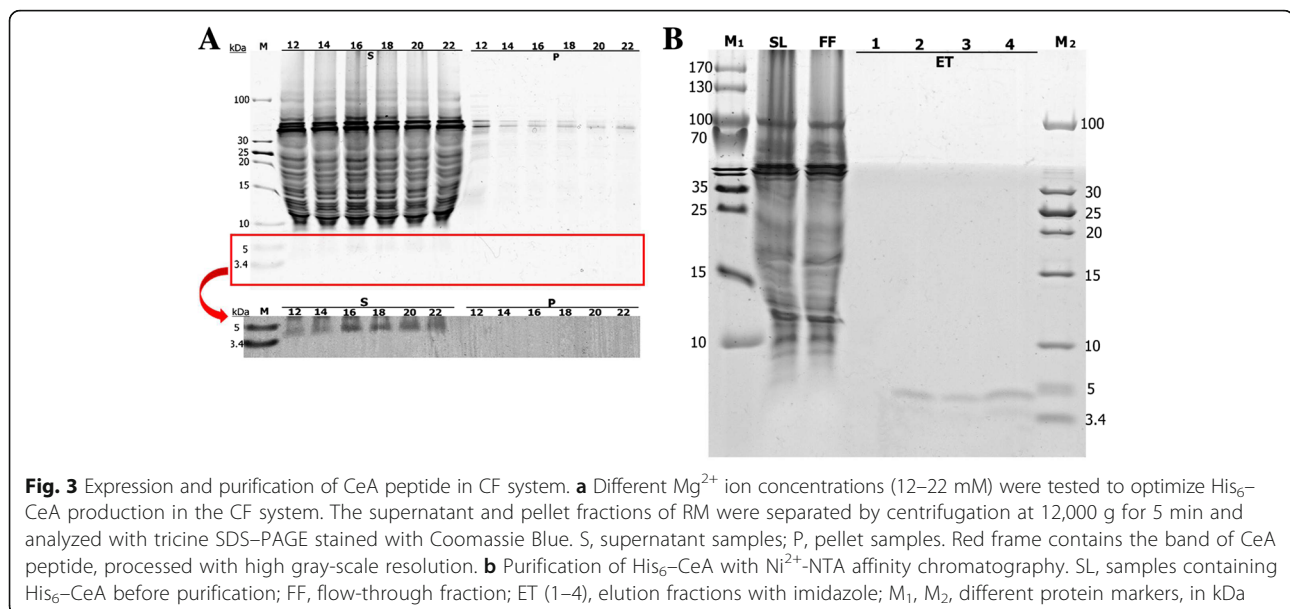 A
B
kDa M 12 14 16 18 20 22 12 14 16 18 20 22
S P
100
30
25
20
15
10
5
3.4
S P
kDa M 12 14 16 18 20 22 12 14 16 18 20 22
5
3.4
M1 SL FF 1 2 3 4 M2
ET
170
130
100
70
35
25
15
10
100
30
25
20
15
10
5
3.4
Fig. 3 Expression and purification of CeA peptide in CF system. a Different Mg2+ ion concentrations (12–22 mM) were tested to optimize His6–
CeA production in the CF system. The supernatant and pellet fractions of RM were separated by centrifugation at 12,000 g for 5 min and
analyzed with tricine SDS–PAGE stained with Coomassie Blue. S, supernatant samples; P, pellet samples. Red frame contains the band of CeA
peptide, processed with high gray-scale resolution. b Purification of His6–CeA with Ni2+-NTA affinity chromatography. SL, samples containing
His6–CeA before purification; FF, flow-through fraction; ET (1–4), elution fractions with imidazole; M1, M2, different protein markers, in kDa